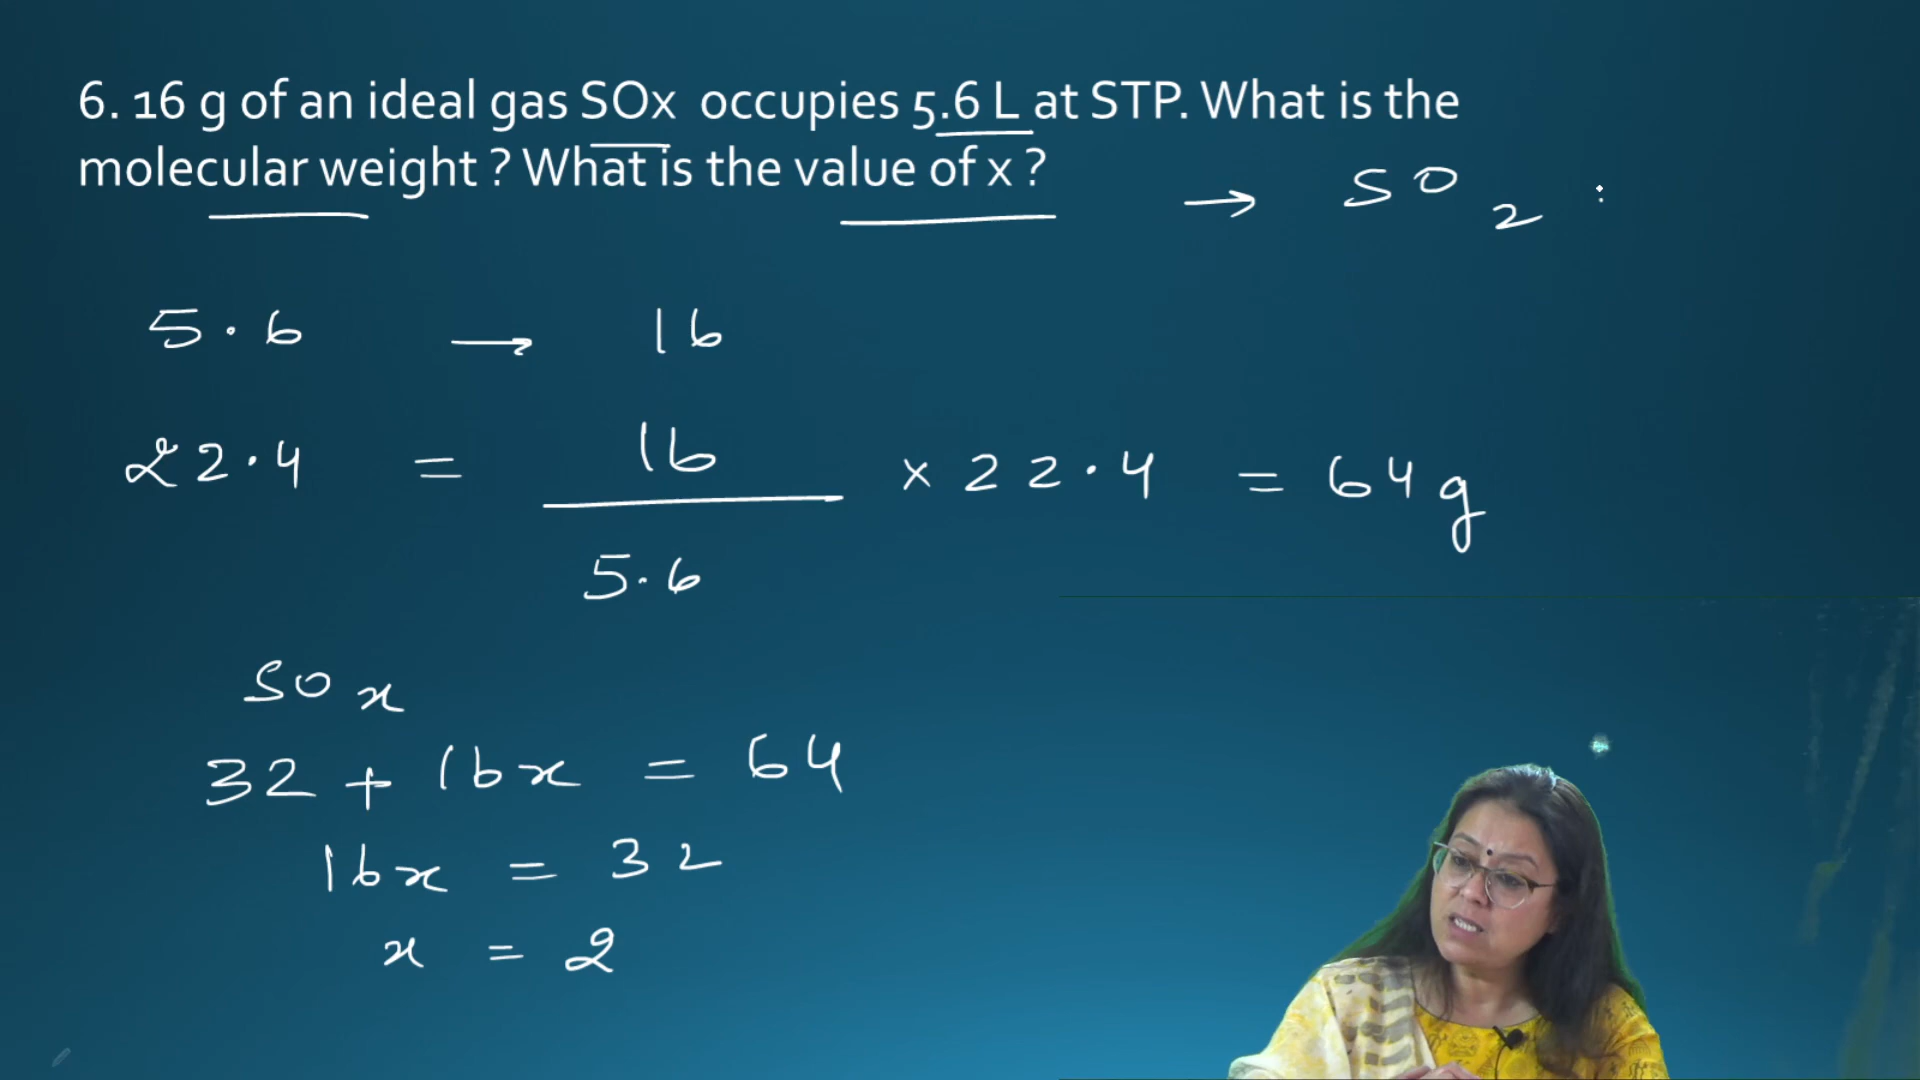 6. 16 g of an ideal gas SOx occupies 5.6 L at STP. What is the
molecular weight ? What is the value of x ?
→ SO2
5.6 → 16
22.4 = 16/5.6 × 22.4 = 64 g
SOx
32 + 16x = 64
16x = 32
x = 2